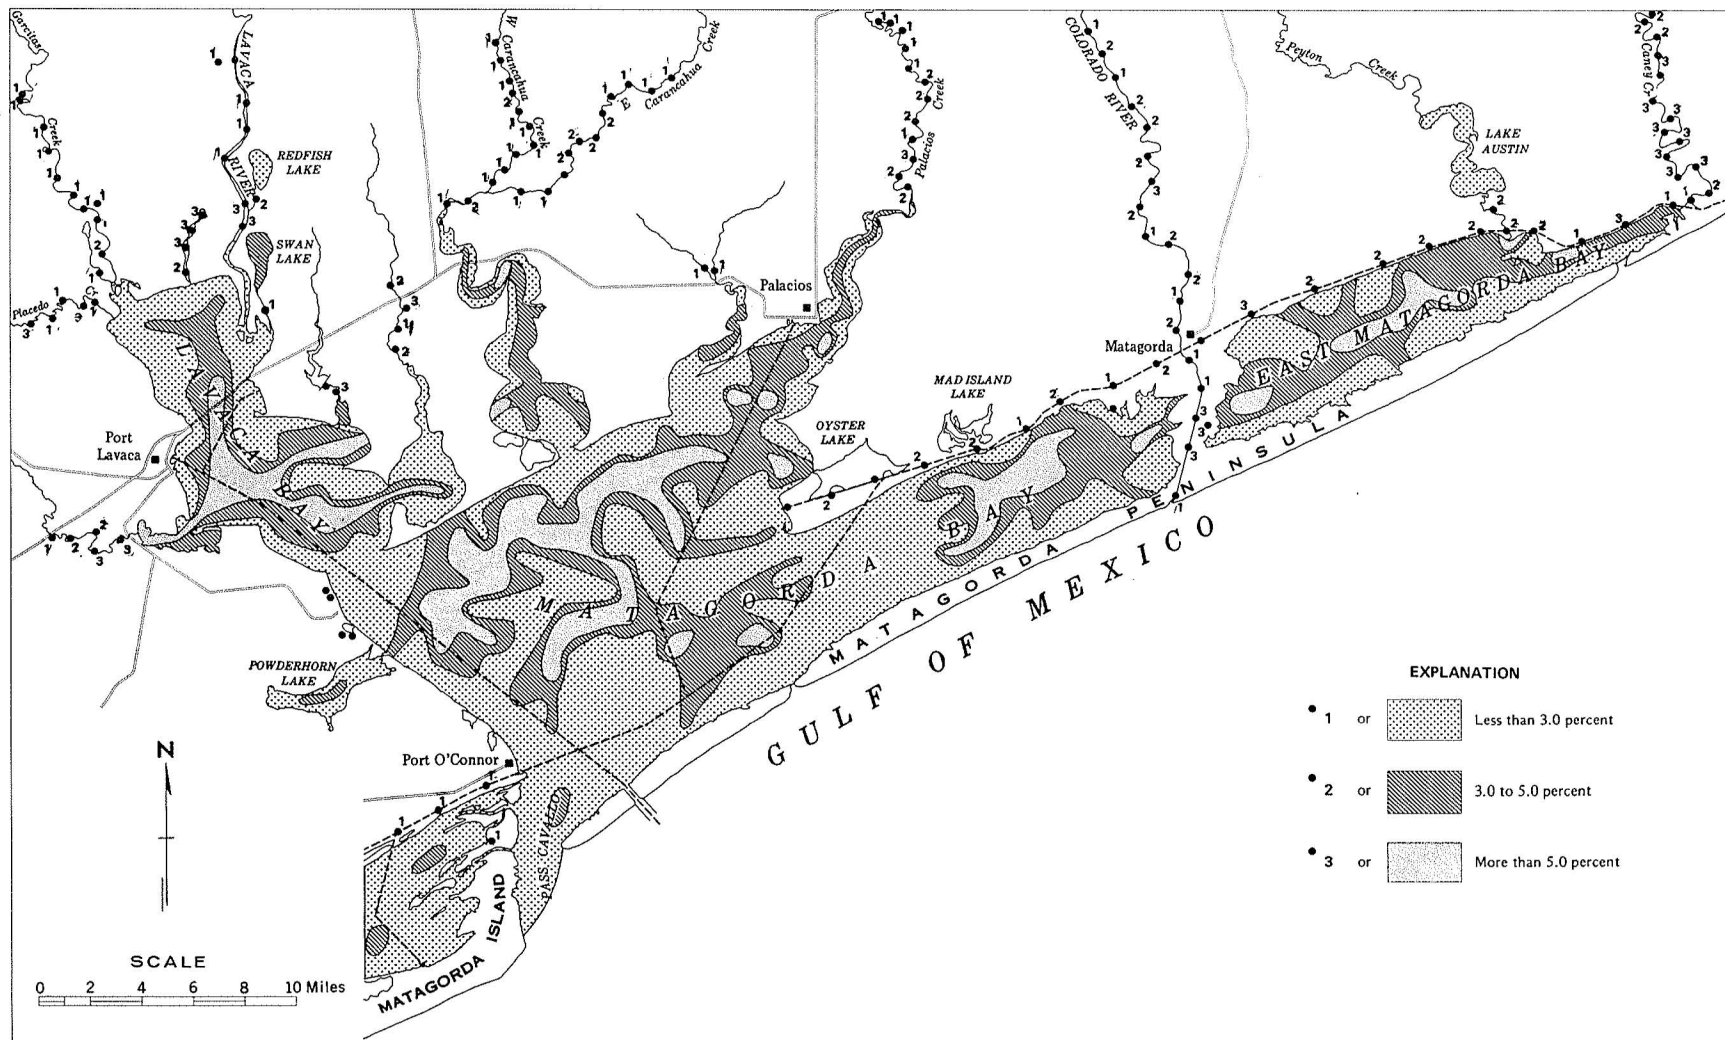 Garcitas
Creek
LAVACA
RIVER
REDFISH
LAKE
SWAN
LAKE
Placedo
Cr
W
Carancahua
Creek
E
Carancahua
Creek
Palacios
Creek
COLORADO
RIVER
Peyton
Creek
LAKE
AUSTIN
Caney Cr
Palacios
Matagorda
MAD ISLAND
LAKE
OYSTER
LAKE
Port
Lavaca
LAVACA BAY
EAST MATAGORDA BAY
MATAGORDA BAY
MATAGORDA PENINSULA
GULF OF MEXICO
POWDERHORN
LAKE
Port O'Connor
PASS CAVALLO
MATAGORDA ISLAND
N
SCALE
0 2 4 6 8 10 Miles
EXPLANATION
1 or Less than 3.0 percent
2 or 3.0 to 5.0 percent
3 or More than 5.0 percent